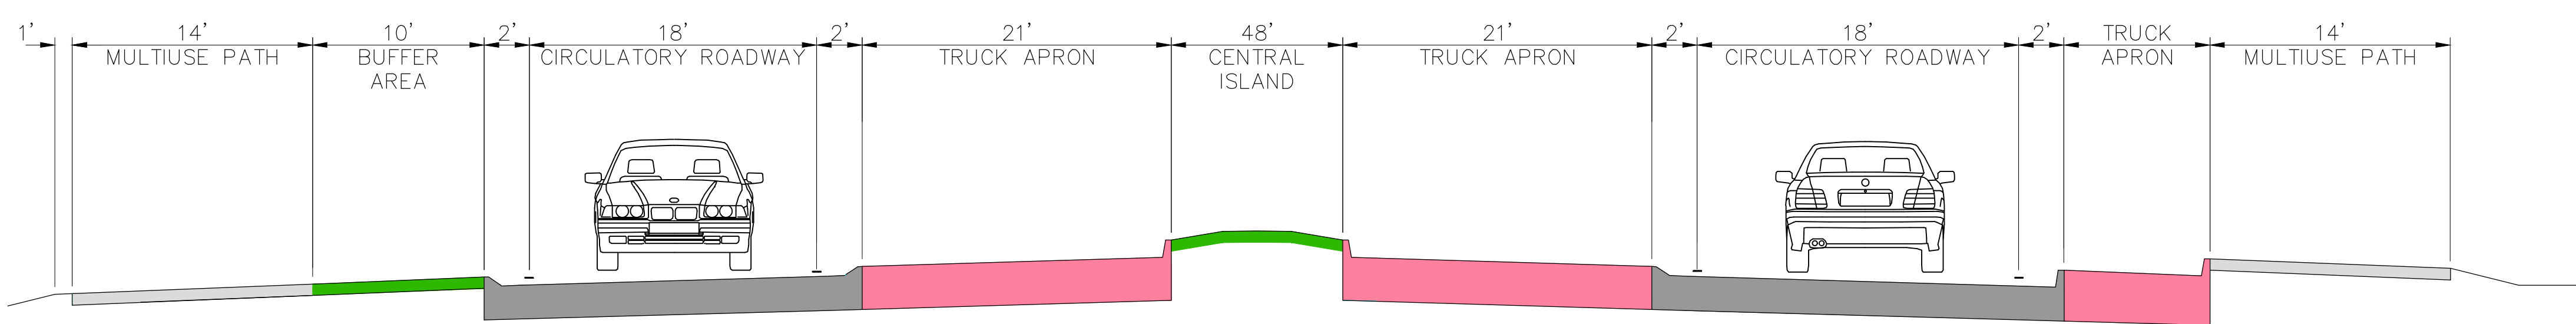 1' 14' 10' 2' 18' 2' 21' 48' 21' 2' 18' 2' TRUCK 14'
MULTIUSE PATH BUFFER CIRCULATORY ROADWAY TRUCK APRON CENTRAL TRUCK APRON CIRCULATORY ROADWAY APRON MULTIUSE PATH
AREA ISLAND